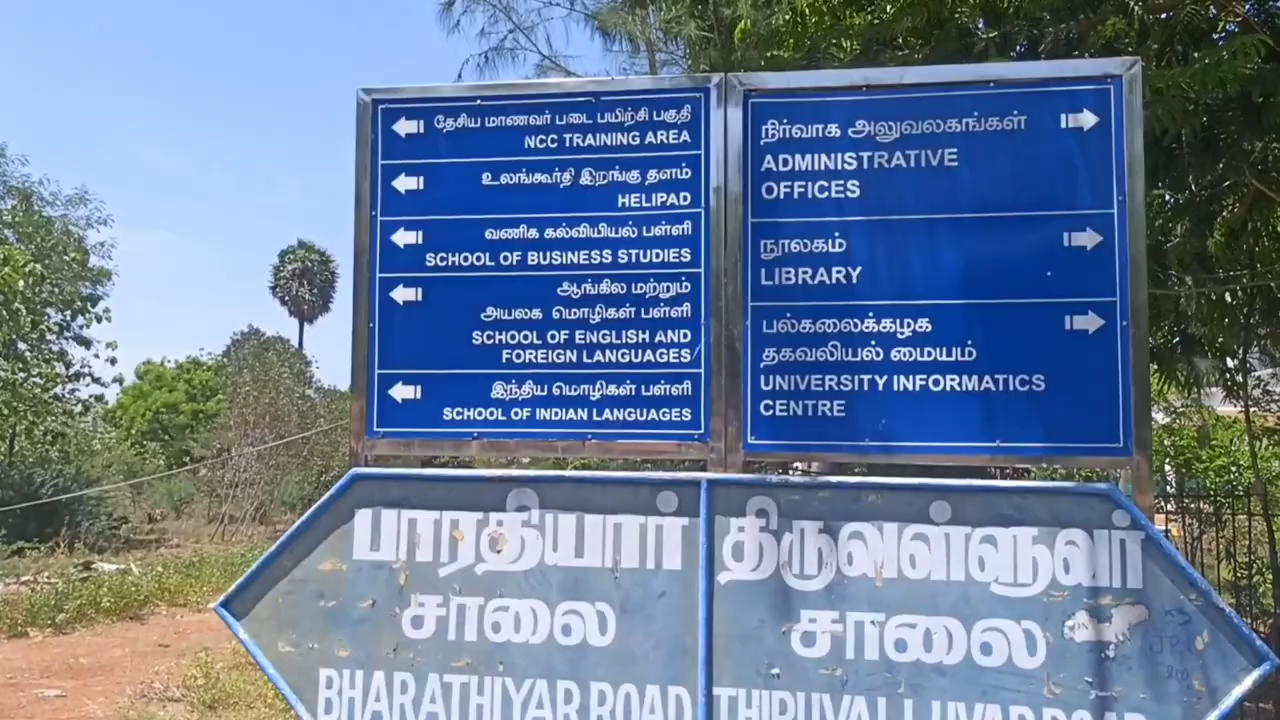 தேசிய மாணவர் படை பயிற்சி பகுதி
NCC TRAINING AREA
உலங்கூர்தி இறங்கு தளம்
HELIPAD
வணிக கல்வியியல் பள்ளி
SCHOOL OF BUSINESS STUDIES
ஆங்கில மற்றும்
அயலக மொழிகள் பள்ளி
SCHOOL OF ENGLISH AND
FOREIGN LANGUAGES
இந்திய மொழிகள் பள்ளி
SCHOOL OF INDIAN LANGUAGES
நிர்வாக அலுவலகங்கள்
ADMINISTRATIVE
OFFICES
நூலகம்
LIBRARY
பல்கலைக்கழக
தகவலியல் மையம்
UNIVERSITY INFORMATICS
CENTRE
பாரதியார்
சாலை
BHARATHIYAR ROAD
திருவள்ளுவர்
சாலை
THIRUVALLUVAR ROAD